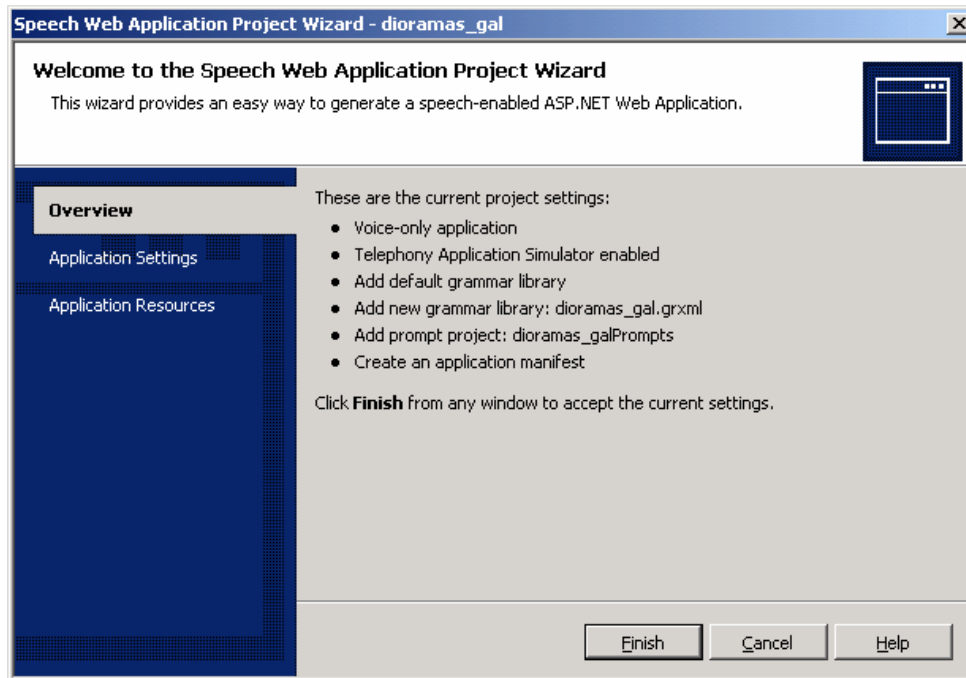 Speech Web Application Project Wizard - dioramas_gal
Welcome to the Speech Web Application Project Wizard
This wizard provides an easy way to generate a speech-enabled ASP.NET Web Application.
Overview
Application Settings
Application Resources
These are the current project settings:
Voice-only application
Telephony Application Simulator enabled
Add default grammar library
Add new grammar library: dioramas_gal.grxml
Add prompt project: dioramas_galPrompts
Create an application manifest
Click Finish from any window to accept the current settings.
Finish
Cancel
Help